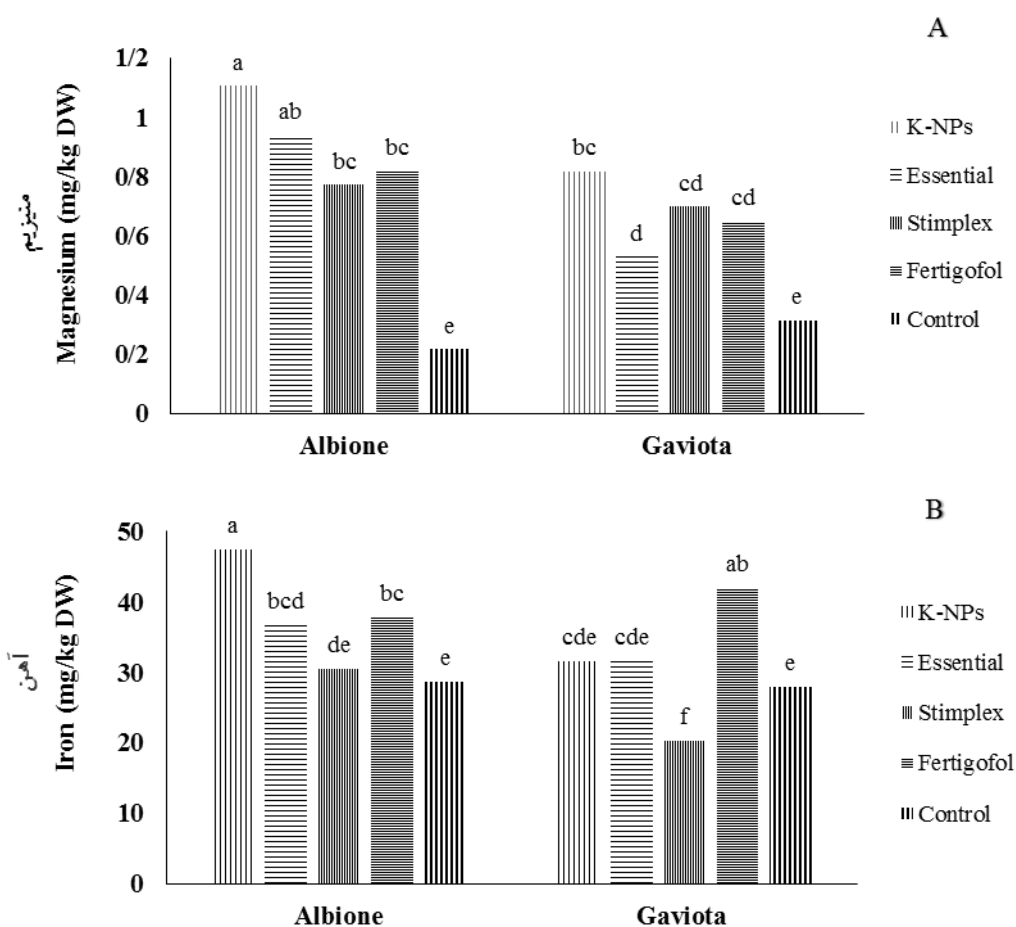 A
منیزیم
Magnesium (mg/kg DW)
1/2
1
0/8
0/6
0/4
0/2
0
a
ab
bc
bc
e
bc
d
cd
cd
e
Albione
Gaviota
K-NPs
Essential
Stimplex
Fertigofol
Control
B
آهن
Iron (mg/kg DW)
50
40
30
20
10
0
a
bcd
de
bc
e
cde
cde
f
ab
e
Albione
Gaviota
K-NPs
Essential
Stimplex
Fertigofol
Control